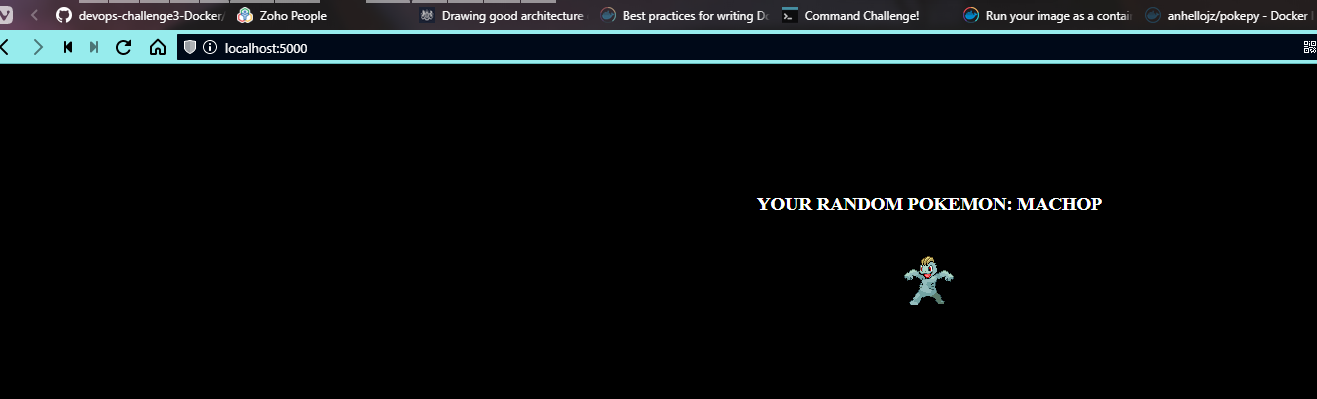 devops-challenge3-Docker/
Zoho People
Drawing good architecture
Best practices for writing Do
Command Challenge!
Run your image as a contai
anhellojz/pokepy - Docker
localhost:5000
YOUR RANDOM POKEMON: MACHOP